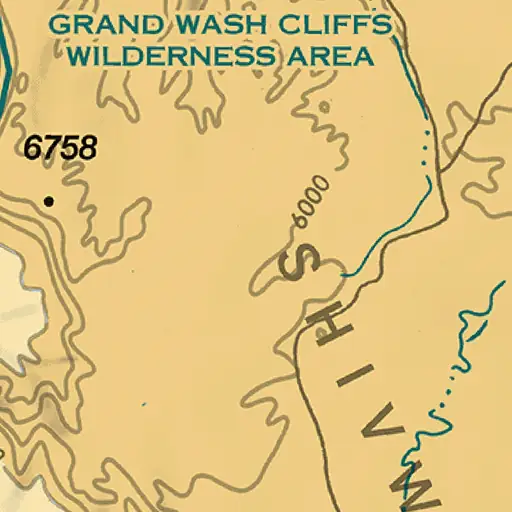 GRAND WASH CLIFFS
WILDERNESS AREA
6758
6000
SHIVW